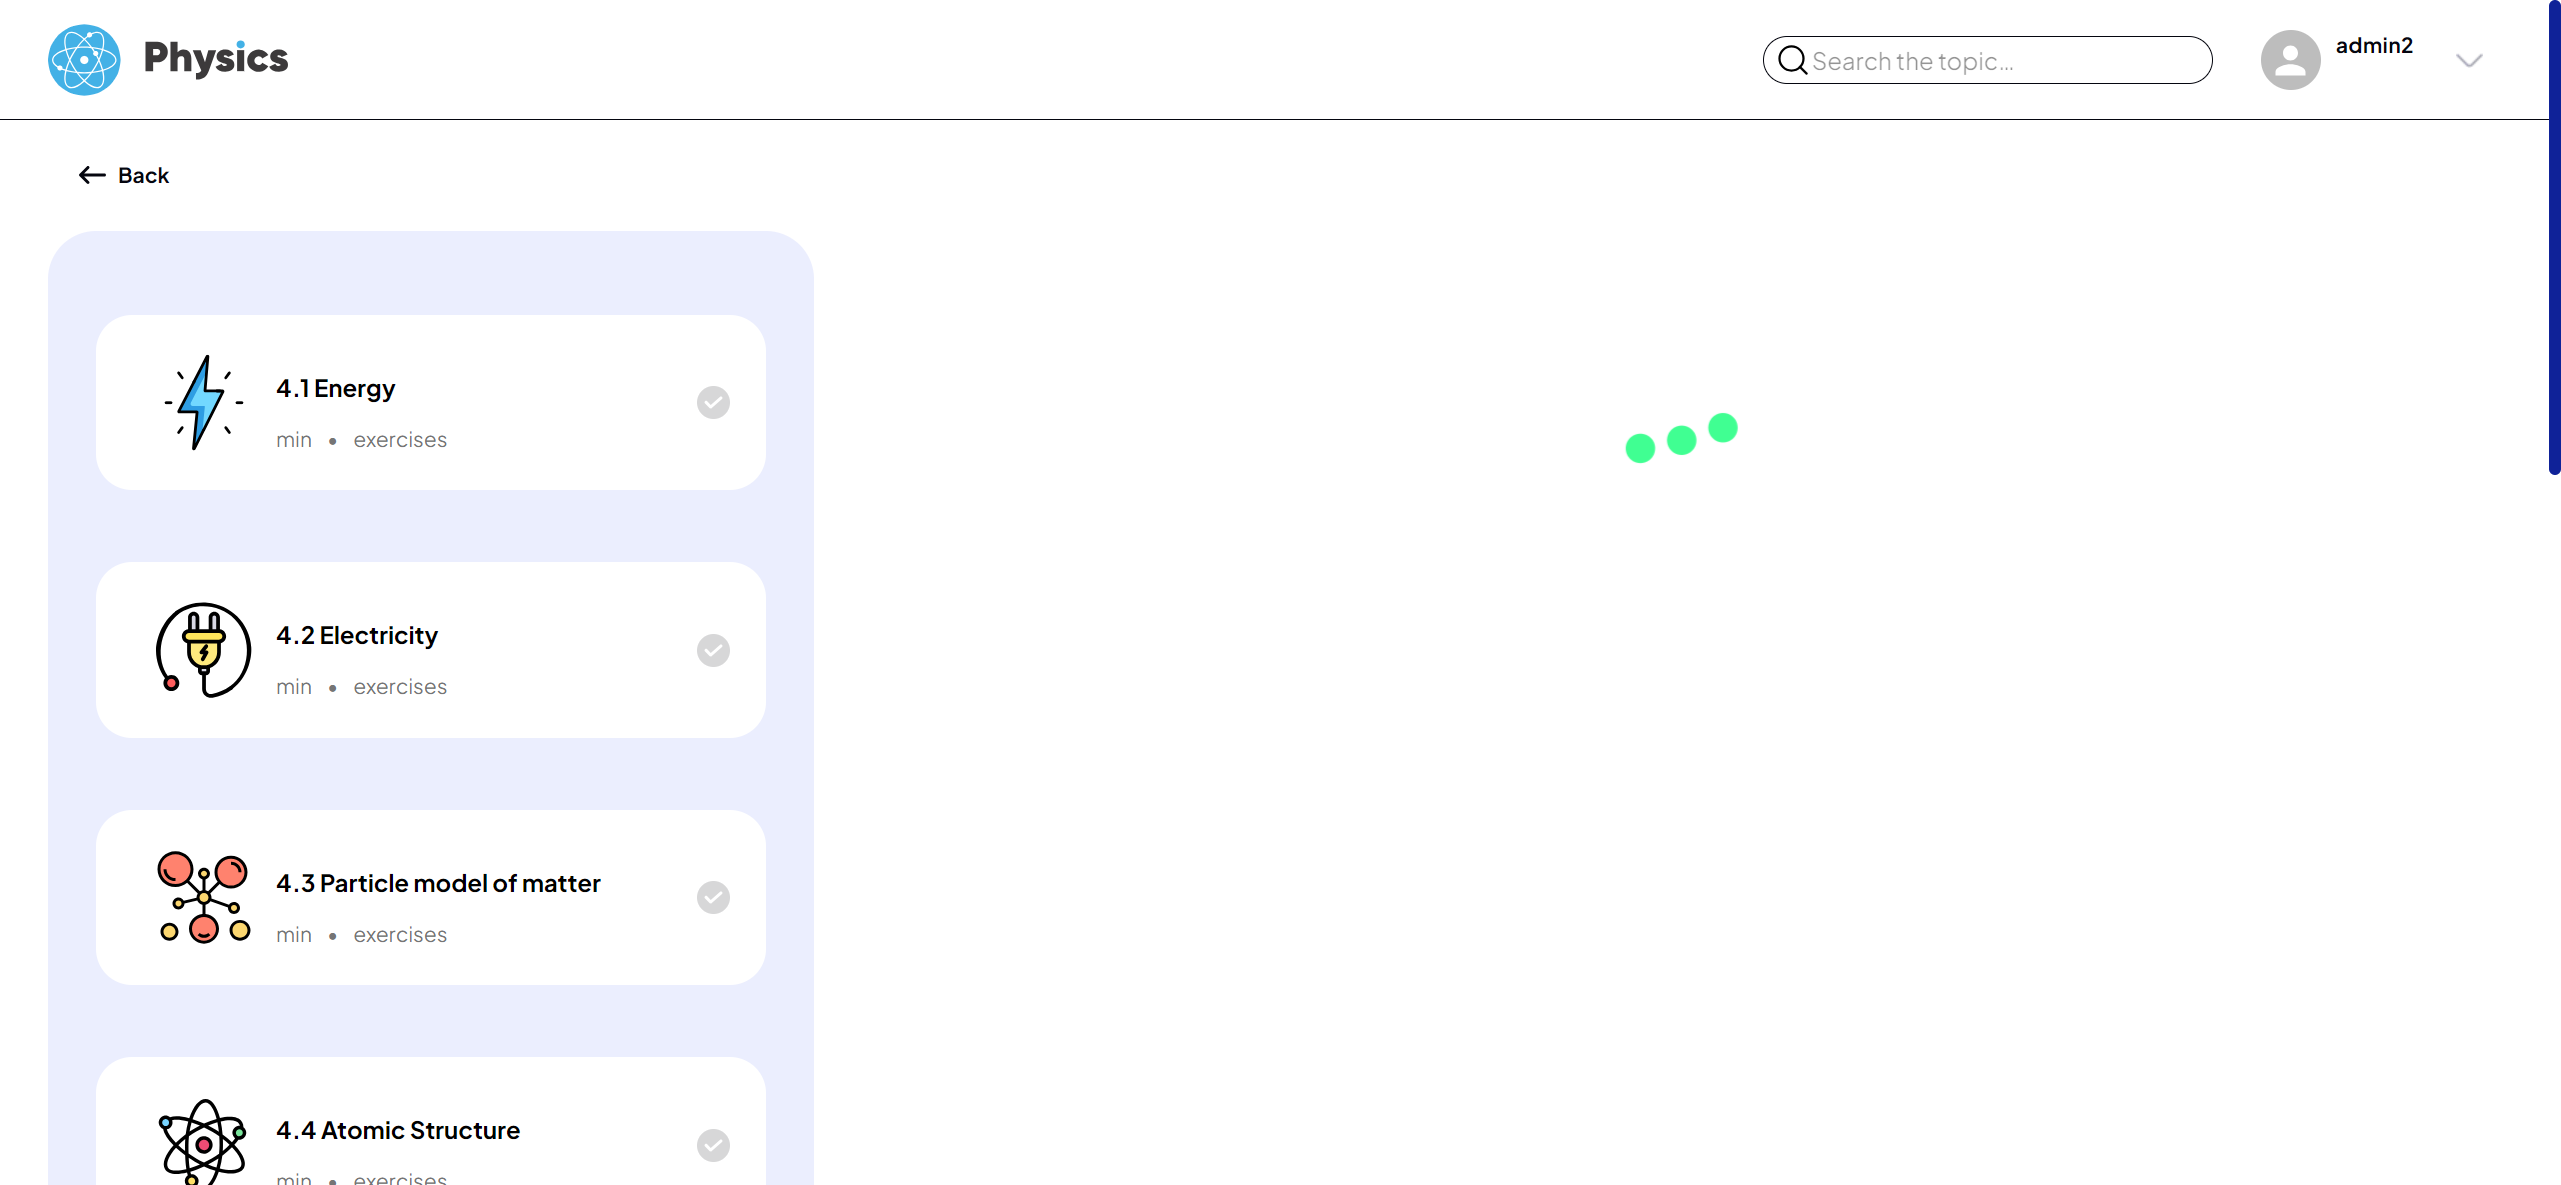 Physics
Search the topic...
admin2
Back
4.1 Energy
min • exercises
4.2 Electricity
min • exercises
4.3 Particle model of matter
min • exercises
4.4 Atomic Structure
min • exercises